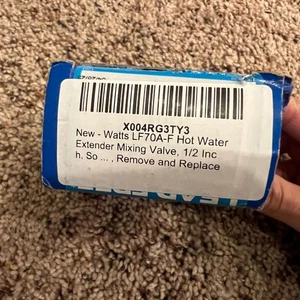 X004RG3TY3
New - Watts LF70A-F Hot Water
Extender Mixing Valve, 1/2 Inc
h. So ... , Remove and Replace